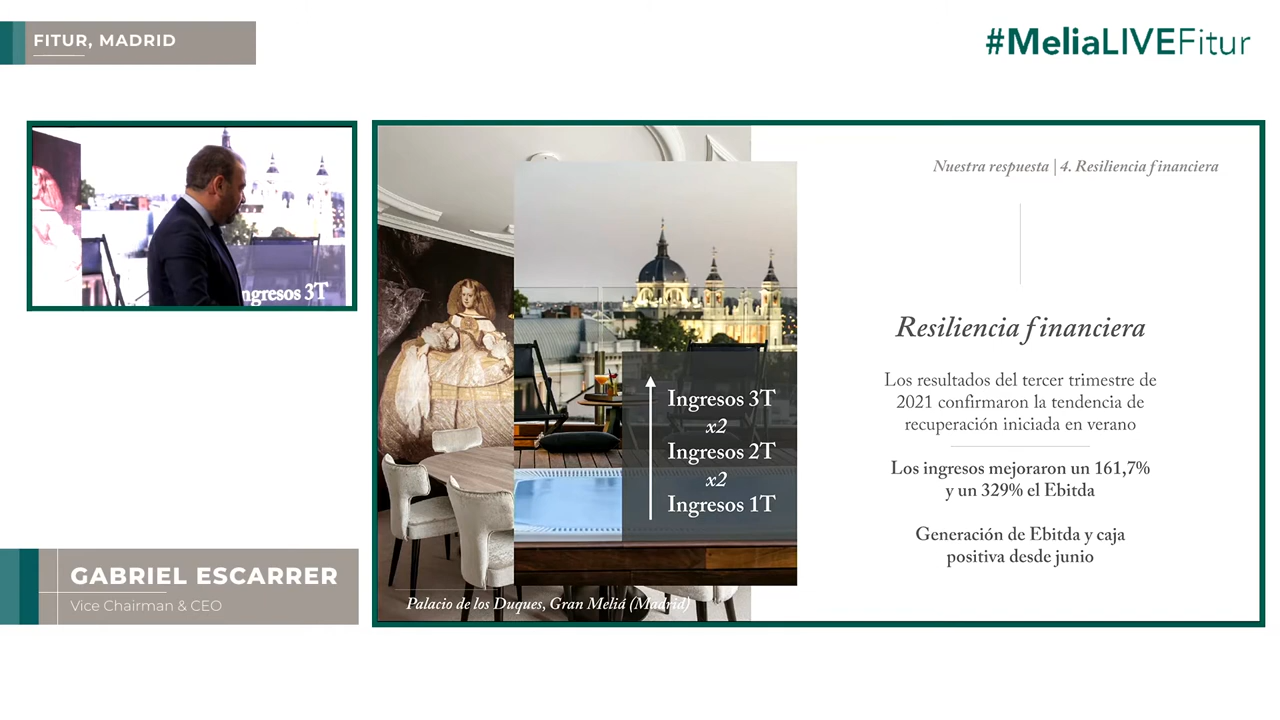 FITUR, MADRID
#MeliaLIVEFitur
ngresos 3T
Nuestra respuesta | 4. Resiliencia financiera
Resiliencia financiera
Los resultados del tercer trimestre de
2021 confirmaron la tendencia de
recuperación iniciada en verano
Los ingresos mejoraron un 161,7%
y un 329% el Ebitda
Generación de Ebitda y caja
positiva desde junio
Ingresos 3T
x2
Ingresos 2T
x2
Ingresos 1T
Palacio de los Duques, Gran Meliá (Madrid)
GABRIEL ESCARRER
Vice Chairman & CEO